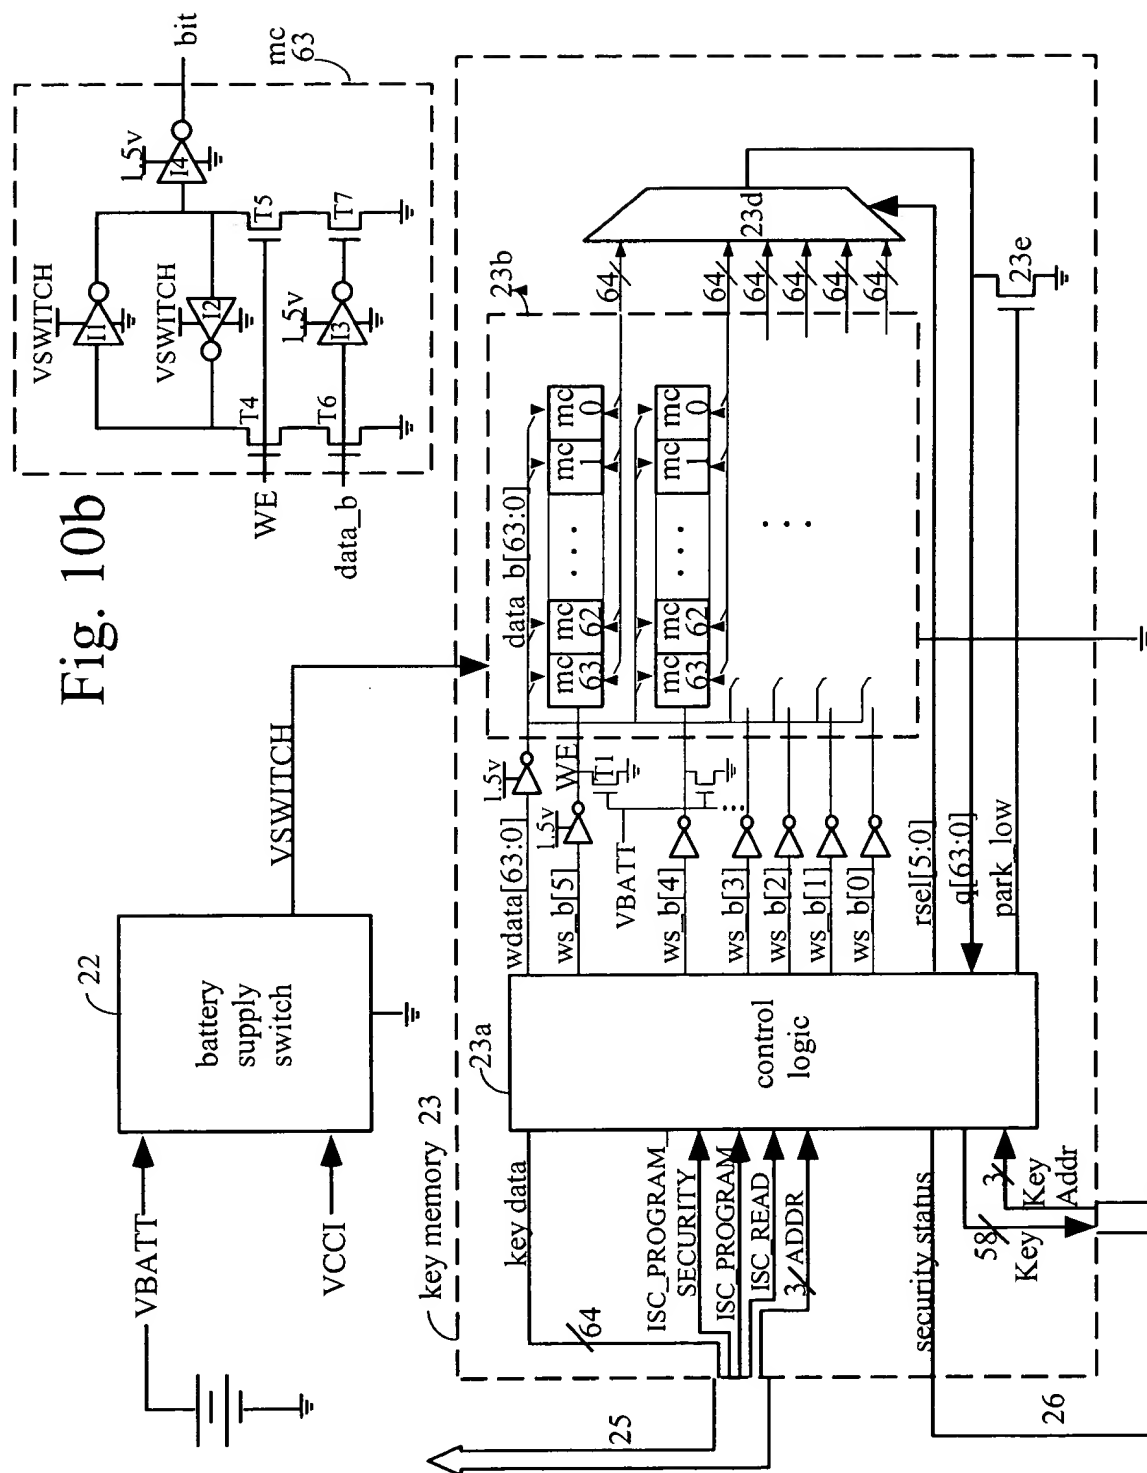 Fig. 10b
mc
63
bit
VSWITCH
I1
VSWITCH
I2
1.5v
I4
T4
T5
WE
T6
T7
1.5v
I3
data_b
VBATT
VCCI
22
battery
supply
switch
VSWITCH
key memory 23
23a
control
logic
key data
64
ISC_PROGRAM_
SECURITY
ISC_PROGRAM
ISC_READ
3 ADDR
security status
58
Key
3
Key
Addr
25
26
wdata[63:0]
1.5v
ws_b[5]
1.5v
WE
T1
VBATT
ws_b[4]
ws_b[3]
ws_b[2]
ws_b[1]
ws_b[0]
rsel[5:0]
q[63:0]
park_low
data_b[63:0]
23b
mc 63
mc 62
...
mc 1
mc 0
mc 63
mc 62
...
mc 1
mc 0
...
...
64
64
64
64
64
64
23d
23e